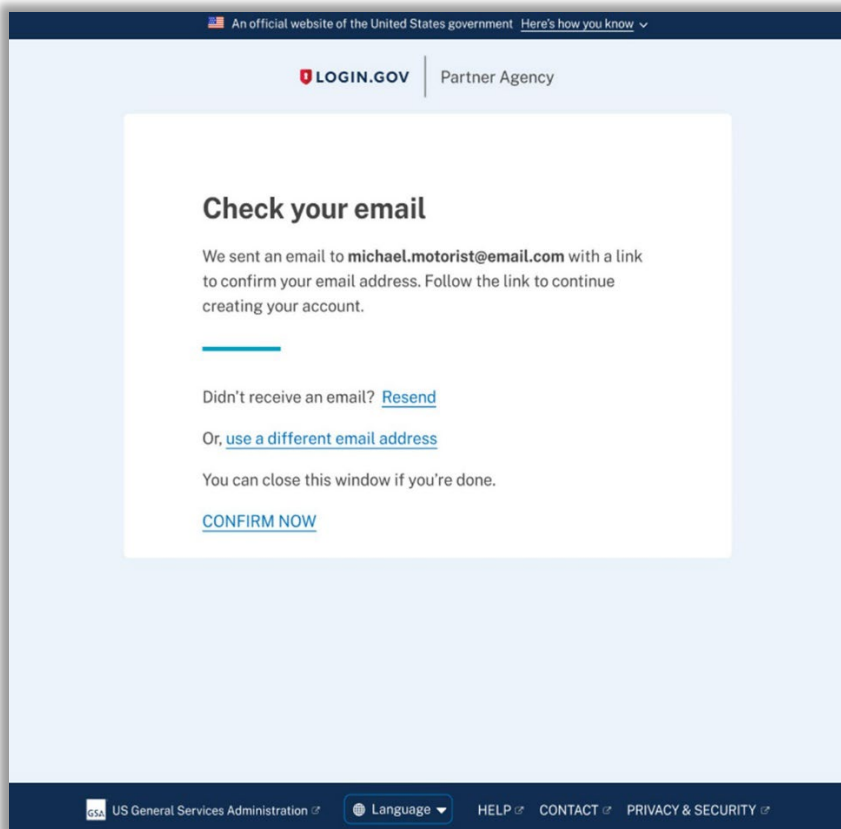 An official website of the United States government Here's how you know
LOGIN.GOV Partner Agency
Check your email
We sent an email to michael.motorist@email.com with a link
to confirm your email address. Follow the link to continue
creating your account.
Didn't receive an email? Resend
Or, use a different email address
You can close this window if you're done.
CONFIRM NOW
GSA US General Services Administration Language HELP CONTACT PRIVACY & SECURITY